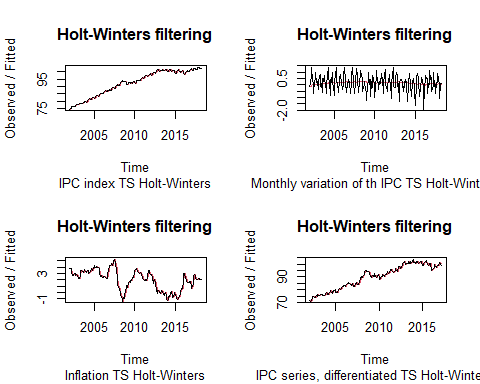 Holt-Winters filtering
Observed / Fitted
75 95
2005 2010 2015
Time
IPC index TS Holt-Winters
Holt-Winters filtering
Observed / Fitted
-2.0 0.5
2005 2010 2015
Time
Monthly variation of th IPC TS Holt-Wint
Holt-Winters filtering
Observed / Fitted
-1 3
2005 2010 2015
Time
Inflation TS Holt-Winters
Holt-Winters filtering
Observed / Fitted
70 90
2005 2010 2015
Time
IPC series, differentiated TS Holt-Winte